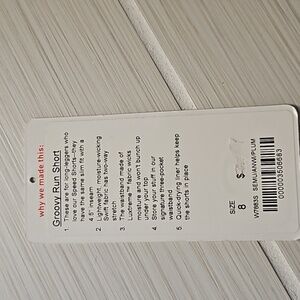 why we made this:
Groovy Run Short
1. These are for long-leggers who
love our Speed Shorts—they
have the same slim fit with a
4.5" inseam
2. Lightweight, moisture-wicking
Swift fabric has two-way
stretch
3. The waistband made of
Luxtreme™ fabric wicks
moisture and won't bunch up
under your top
4. Store your stuff in our
signature three-pocket
waistband
5. Quick-drying liner helps keep
the shorts in place
SIZE
8
$